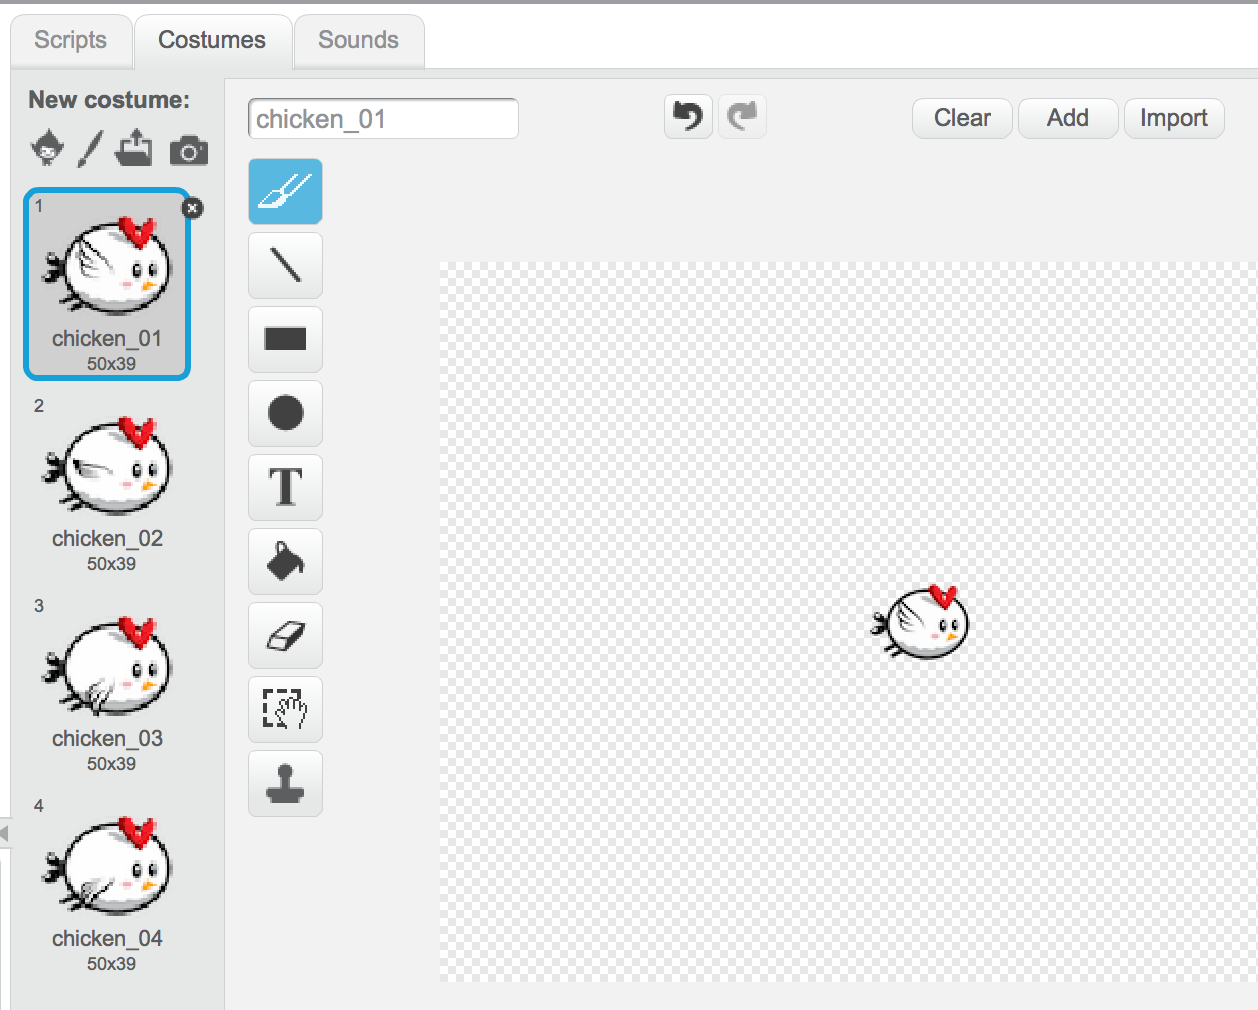 Scripts
Costumes
Sounds
New costume:
chicken_01
Clear
Add
Import
1
chicken_01
50x39
2
chicken_02
50x39
3
chicken_03
50x39
4
chicken_04
50x39
T